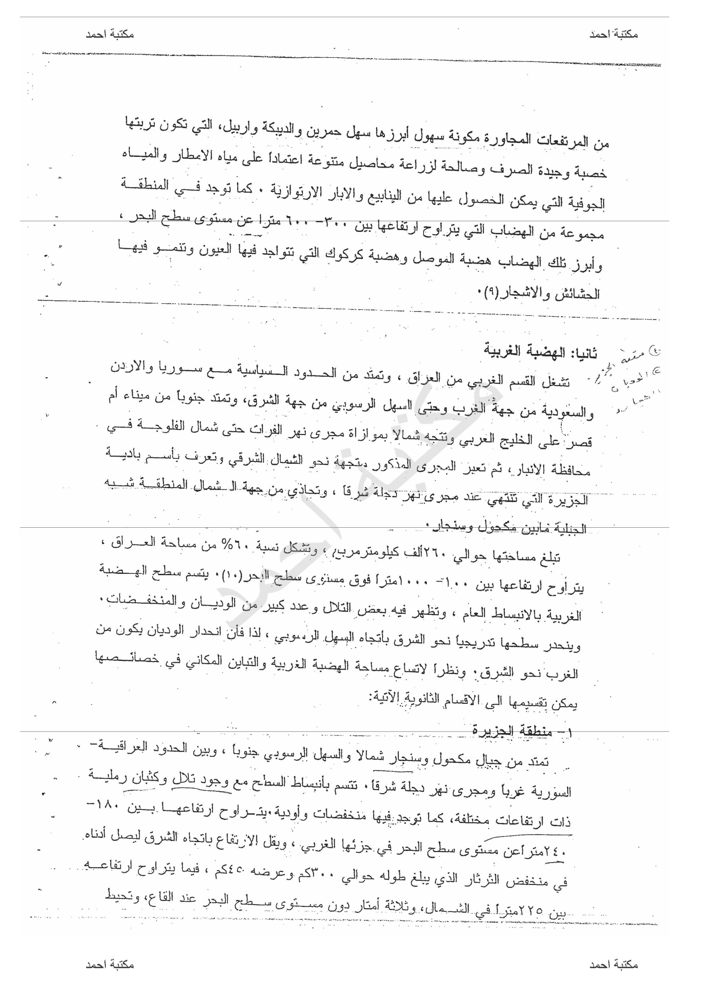 مكتبة احمد
مكتبة احمد
من المرتفعات المجاورة مكونة سهول أبرزها سهل حمرين والديبكة واربيل، التي تكون تربتها
خصبة وجيدة الصرف وصالحة لزراعة محاصيل متنوعة اعتمادا على مياه الامطار والمياه
الجوفية التي يمكن الحصول عليها من الينابيع والابار الارتوازية ٠ كما توجد في المنطقة
مجموعة من الهضاب التي يتراوح ارتفاعها بين ٣٠٠- ٦٠٠ مترا عن مستوى سطح البحر ،
وأبرز تلك الهضاب هضبة الموصل وهضبة كركوك التي تتواجد فيها العيون وتنمو فيها
الحشائش والاشجار(٩)٠
ثانيا: الهضبة الغربية
تشغل القسم الغربي من العراق ، وتمتد من الحدود السياسية مع سوريا والاردن
والسعودية من جهة الغرب وحتى السهل الرسوبي من جهة الشرق، وتمتد جنوباً من ميناء أم
قصر على الخليج العربي وتتجه شمالا بموازاة مجرى نهر الفرات حتى شمال الفلوجة في
محافظة الانبار، ثم تعبر المجرى المذكور متجهة نحو الشمال الشرقي وتعرف بأسم بادية
الجزيرة التي تنتهي عند مجرى نهر دجلة شرقاً ، وتحاذي من جهة الشمال المنطقة شبه
الجبلية مابين مكحول وسنجار٠
تبلغ مساحتها حوالي ٢٦٠ألف كيلومترمربع ، وتشكل نسبة ٦٠% من مساحة العراق ،
يتراوح ارتفاعها بين ١٠٠- ١٠٠٠مترا فوق مستوى سطح البحر(١٠)٠ يتسم سطح الهضبة
الغربية بالانبساط العام ، وتظهر فيه بعض التلال وعدد كبير من الوديان والمنخفضات٠
وينحدر سطحها تدريجياً نحو الشرق بأتجاه السهل الرسوبي ، لذا فأن انحدار الوديان يكون من
الغرب نحو الشرق٠ ونظراً لاتساع مساحة الهضبة الغربية والتباين المكاني في خصائصها
يمكن تقسيمها الى الاقسام الثانوية الآتية:
١- منطقة الجزيرة
تمتد من جبال مكحول وسنجار شمالا والسهل الرسوبي جنوباً ، وبين الحدود العراقية-
السورية غرباً ومجرى نهر دجلة شرقاً٠ تتسم بأنبساط السطح مع وجود تلال وكثبان رملية
ذات ارتفاعات مختلفة، كما توجد فيها منخفضات وأودية٠يتراوح ارتفاعها بين ١٨٠-
٢٤٠متراً عن مستوى سطح البحر في جزئها الغربي ، ويقل الارتفاع باتجاه الشرق ليصل أدناه
في منخفض الثرثار الذي يبلغ طوله حوالي ٣٠٠كم وعرضه ٤٥كم ، فيما يتراوح ارتفاعه
بين ٢٢٥متراً في الشمال، وثلاثة أمتار دون مستوى سطح البحر عند القاع، وتحيط
مكتبة احمد
مكتبة احمد